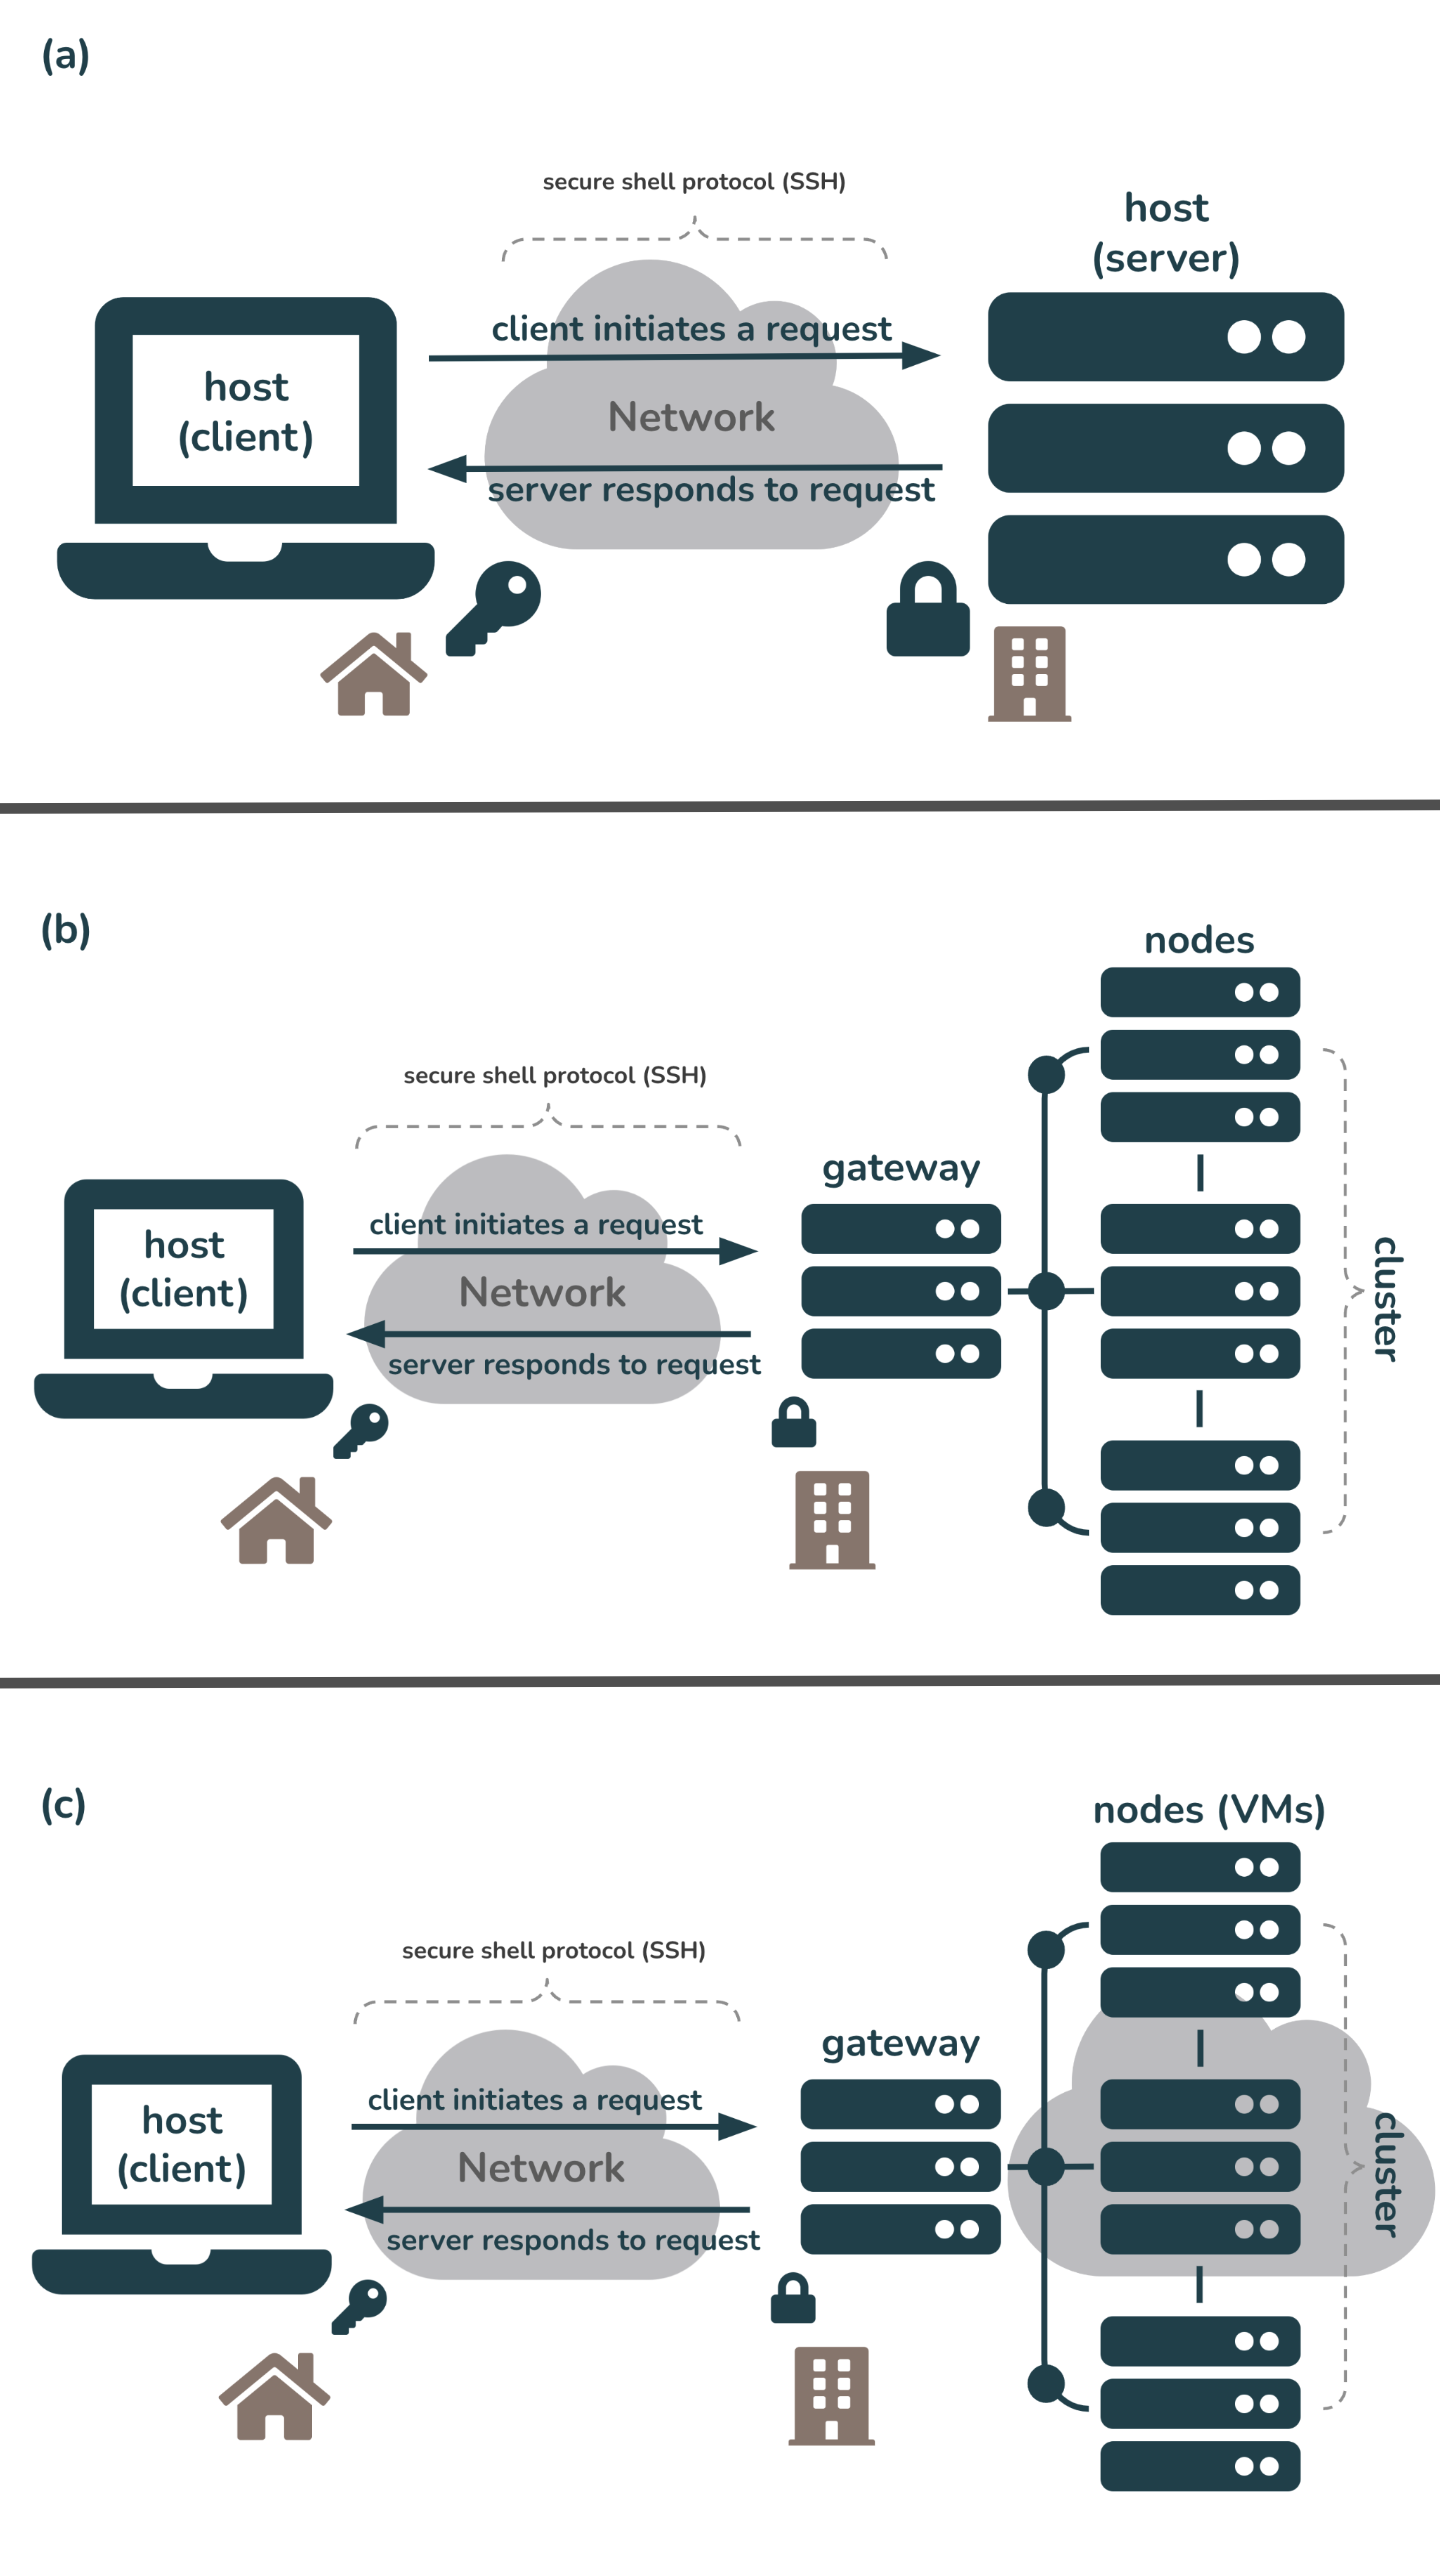 (a)
secure shell protocol (SSH)
host
(server)
client initiates a request
host
(client)
Network
server responds to request
(b)
nodes
secure shell protocol (SSH)
gateway
client initiates a request
host
(client)
Network
cluster
server responds to request
(c)
nodes (VMs)
secure shell protocol (SSH)
gateway
client initiates a request
host
(client)
Network
cluster
server responds to request